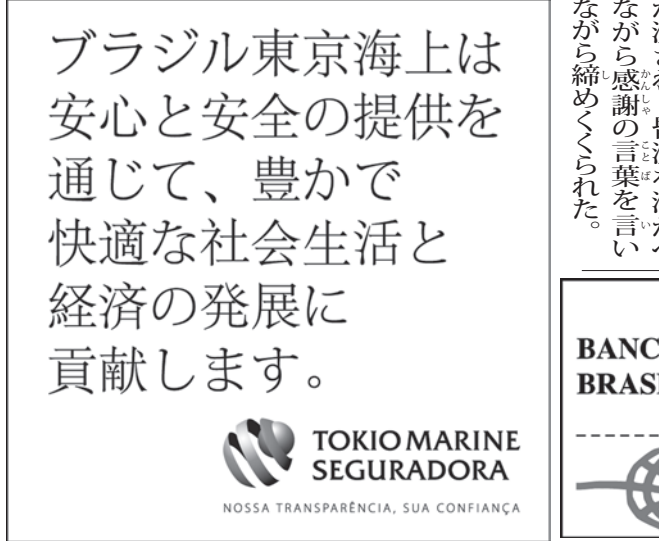 ブラジル東京海上は
安心と安全の提供を
通じて、豊かで
快適な社会生活と
経済の発展に
貢献します。
TOKIO MARINE
SEGURADORA
NOSSA TRANSPARÊNCIA, SUA CONFIANÇA
ながら感謝の言葉を言い
ながら締めくくられた。
BANC
BRAS